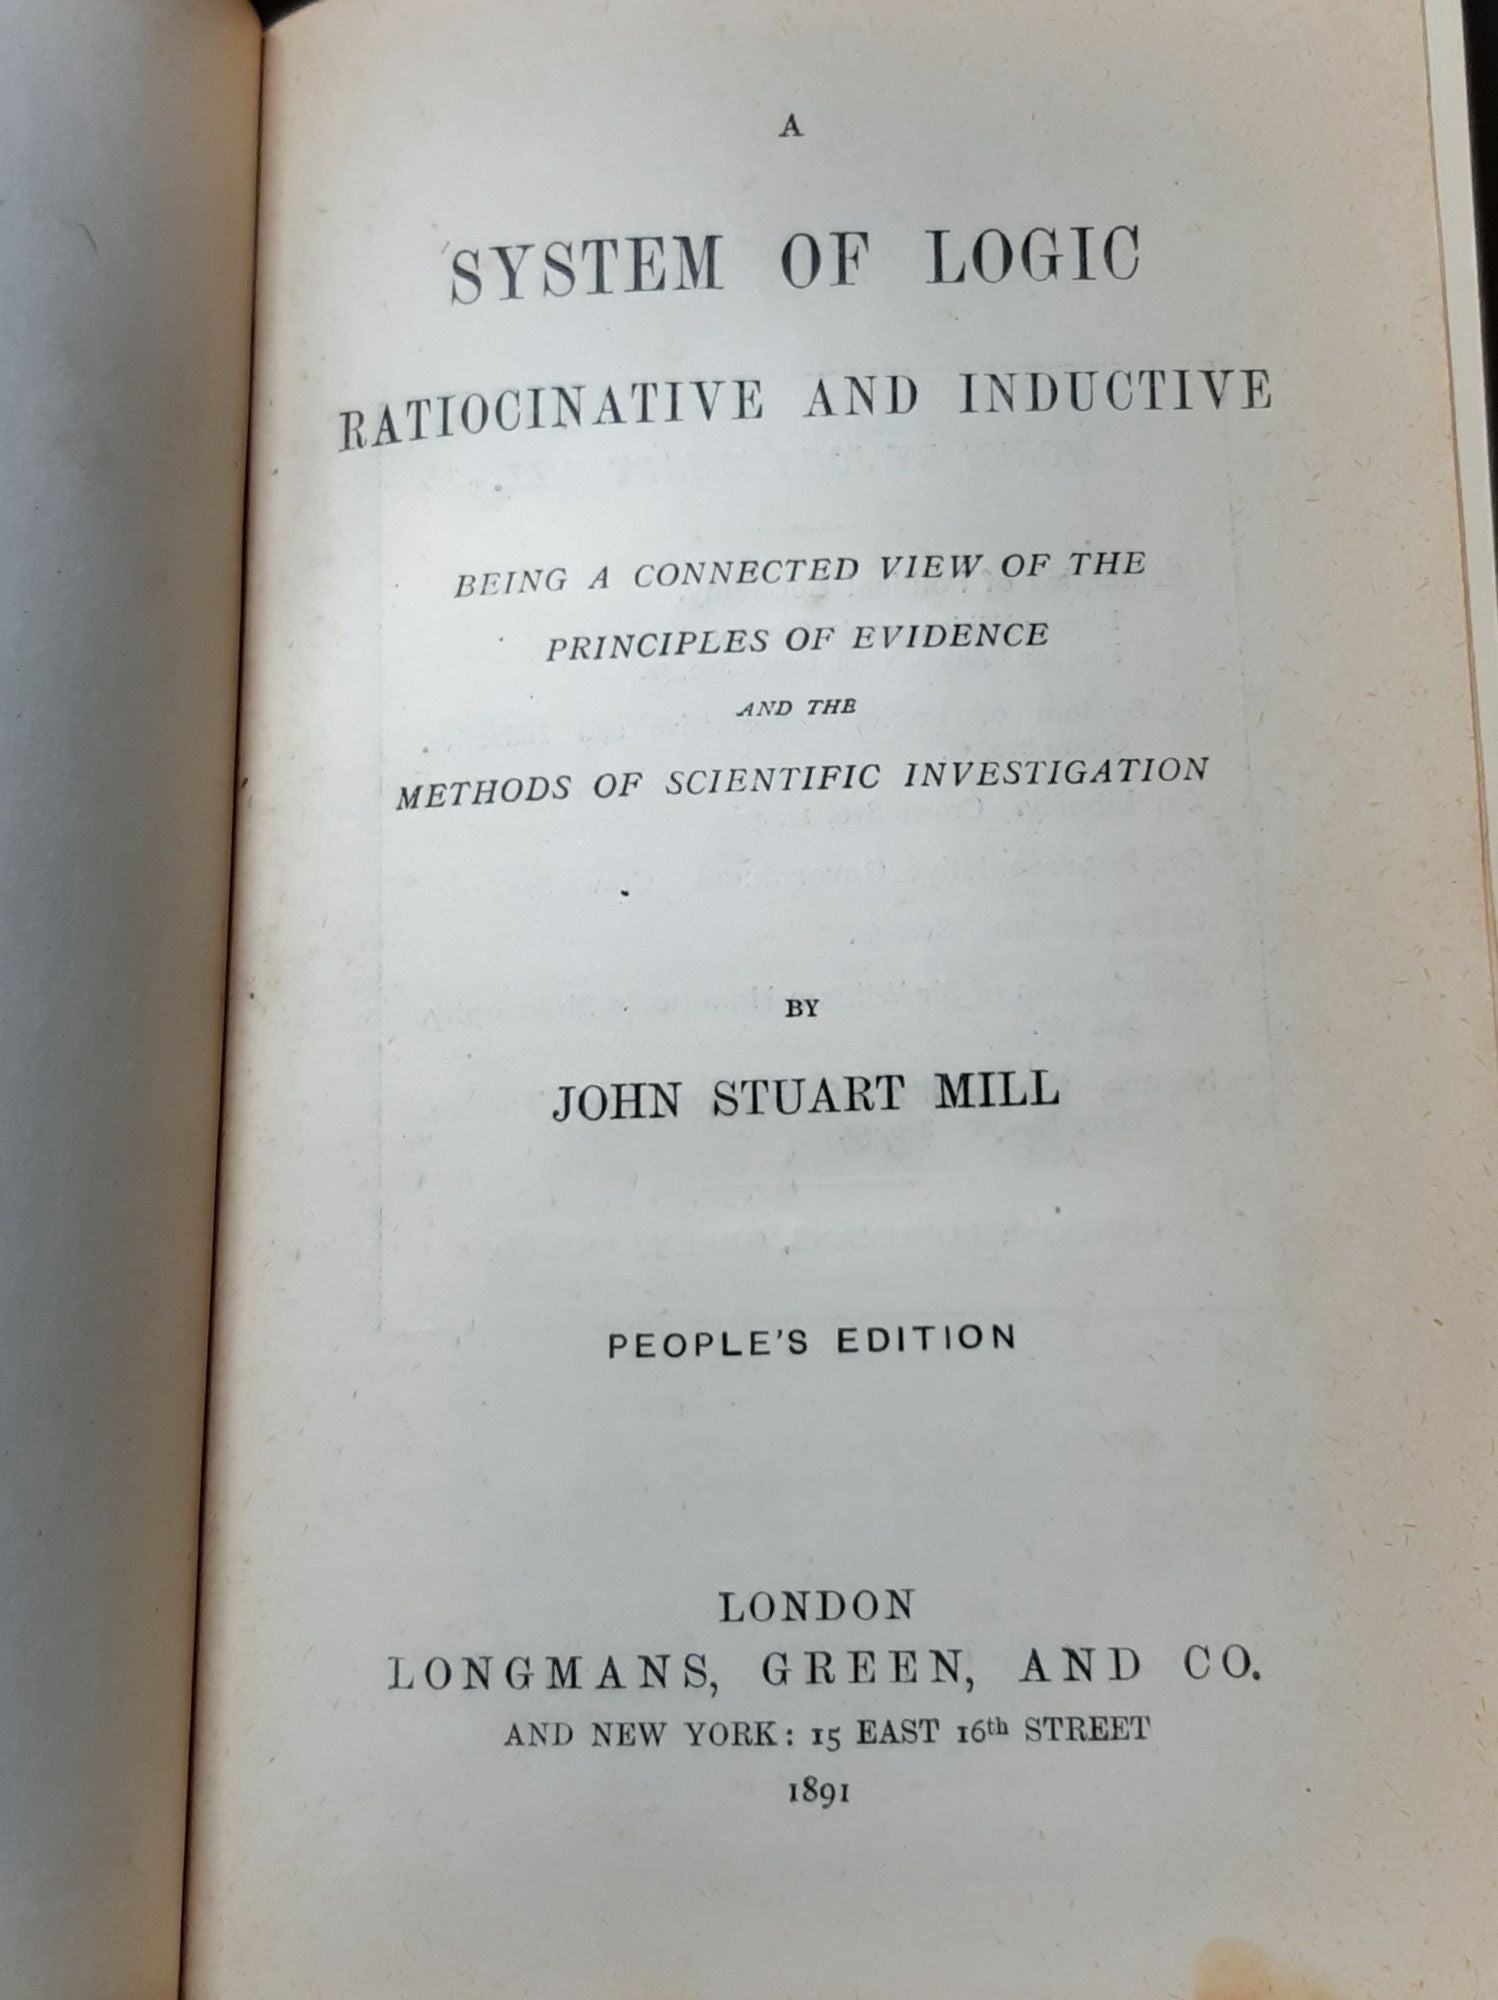 A
SYSTEM OF LOGIC
RATIOCINATIVE AND INDUCTIVE
BEING A CONNECTED VIEW OF THE
PRINCIPLES OF EVIDENCE
AND THE
METHODS OF SCIENTIFIC INVESTIGATION
BY
JOHN STUART MILL
PEOPLE'S EDITION
LONDON
LONGMANS, GREEN, AND CO.
AND NEW YORK: 15 EAST 16th STREET
1891